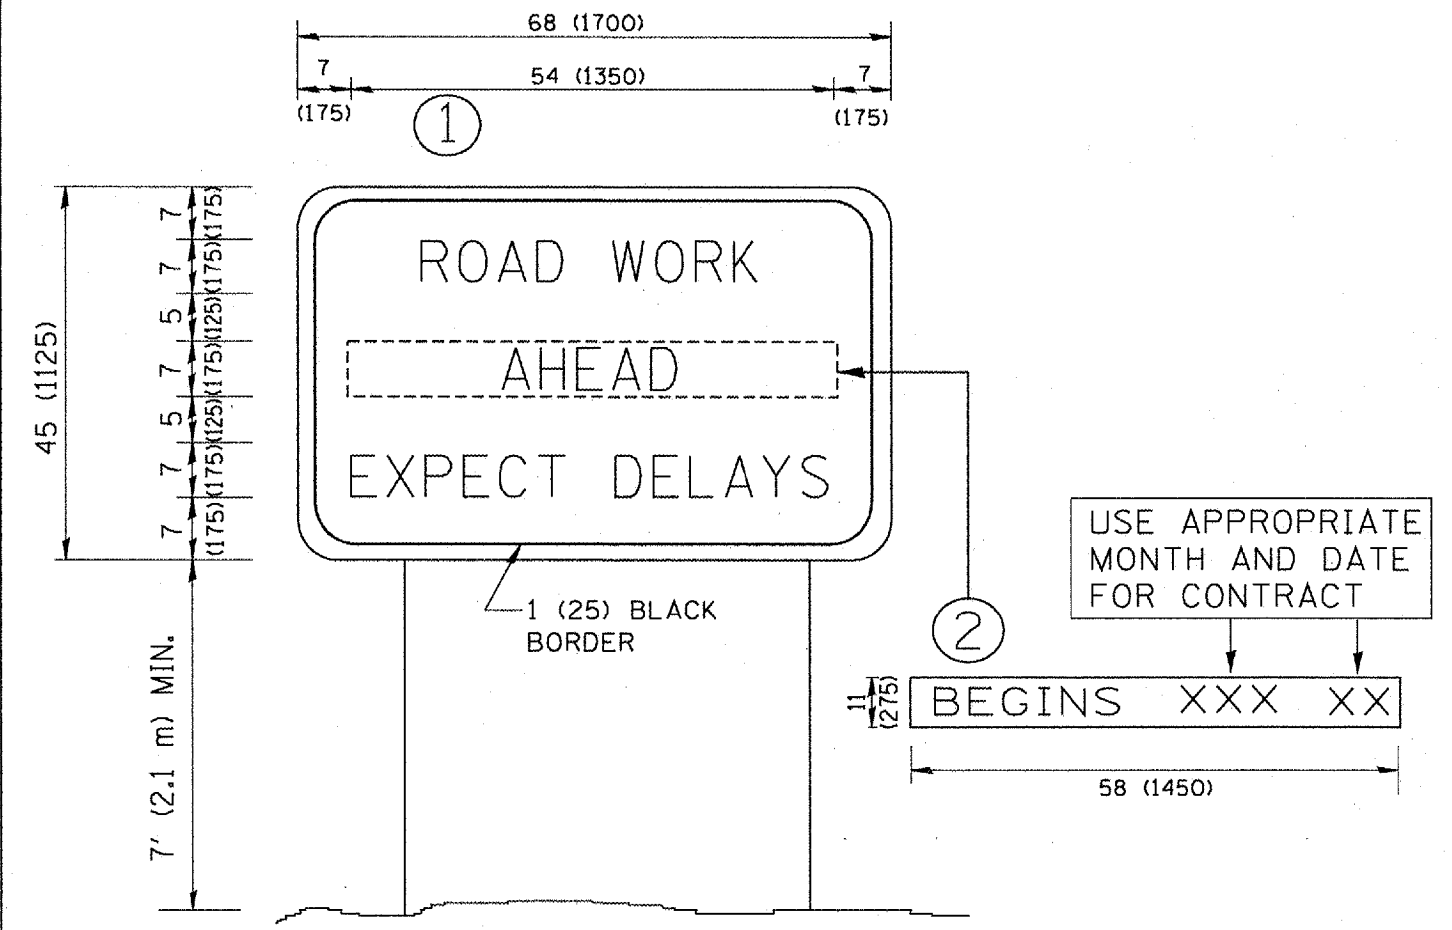 68 (1700)
7 54 (1350) 7
(175) (175)
1
45 (1125)
7 (175)
7 (175)
5 (125)
7 (175)
5 (125)
7 (175)
7 (175)
ROAD WORK
AHEAD
EXPECT DELAYS
1 (25) BLACK
BORDER
7' (2.1 m) MIN.
2
USE APPROPRIATE
MONTH AND DATE
FOR CONTRACT
11 (275)
BEGINS XXX XX
58 (1450)